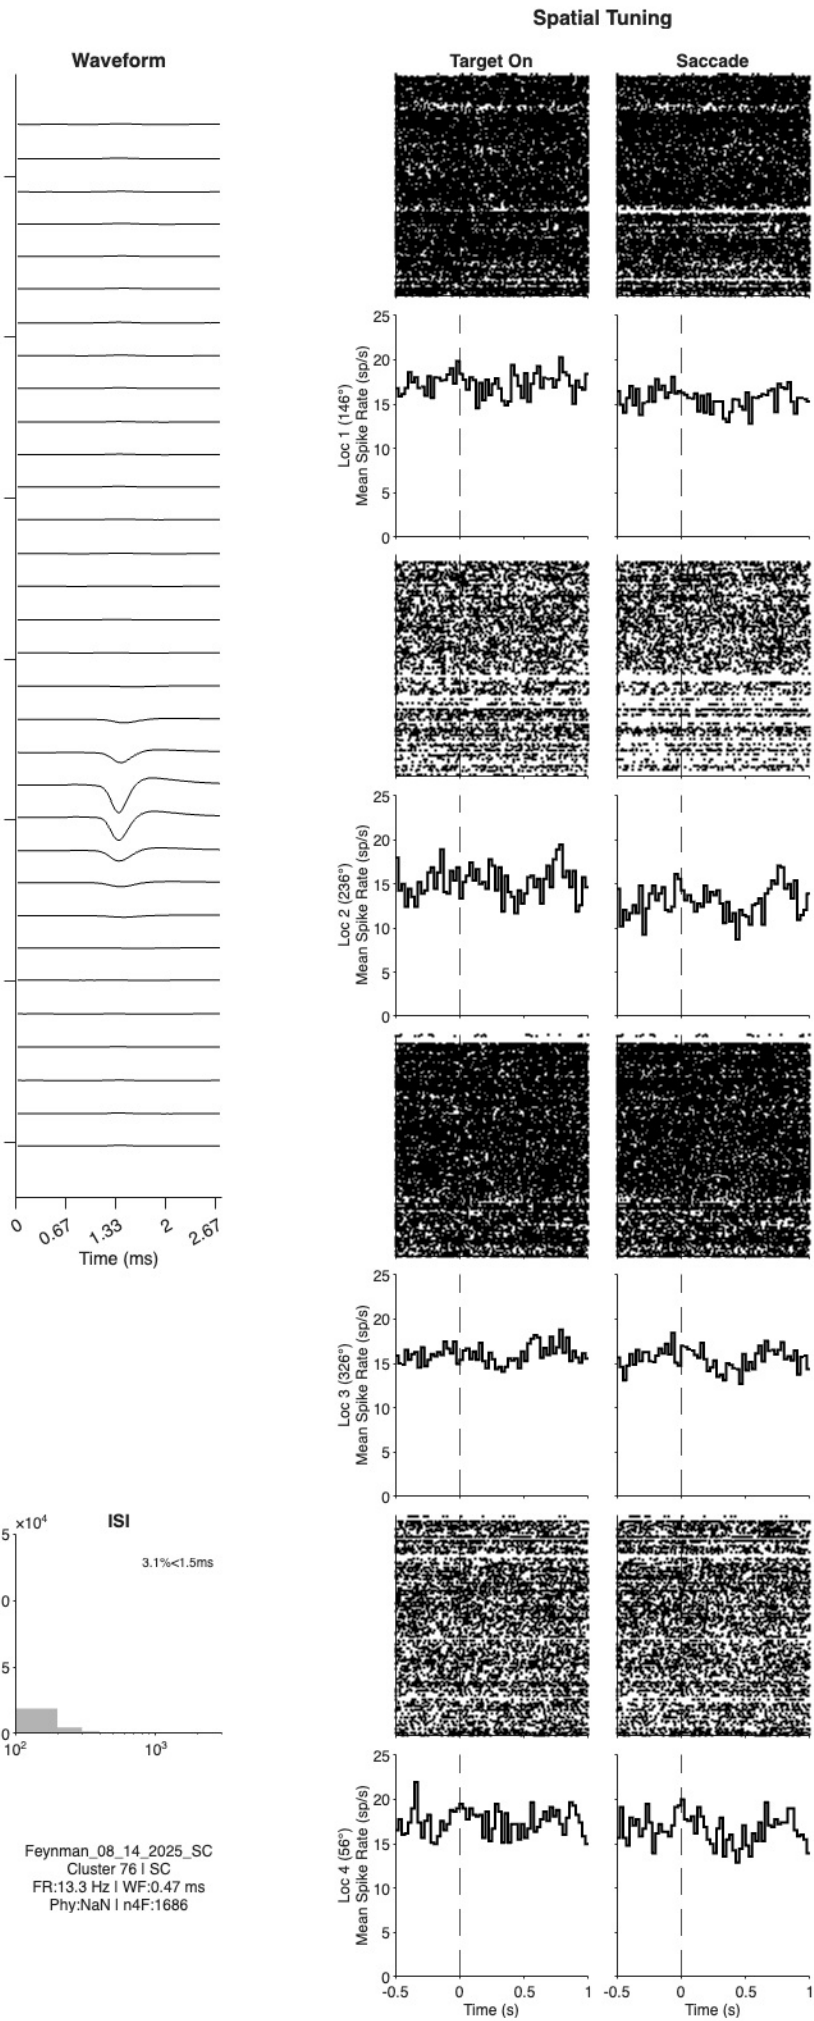 Spatial Tuning
Waveform
Target On
Saccade
25
20
15
10
5
0
Loc 1 (146°)
Mean Spike Rate (sp/s)
25
20
15
10
5
0
Loc 2 (236°)
Mean Spike Rate (sp/s)
0 0.67 1.33 2 2.67
Time (ms)
25
20
15
10
5
0
Loc 3 (326°)
Mean Spike Rate (sp/s)
×10⁴
ISI
5
3.1%<1.5ms
0
5
0
10² 10³
25
20
15
10
5
0
Loc 4 (56°)
Mean Spike Rate (sp/s)
Feynman_08_14_2025_SC
Cluster 76 | SC
FR:13.3 Hz | WF:0.47 ms
Phy:NaN | n4F:1686
-0.5 0 0.5 1 -0.5 0 0.5 1
Time (s) Time (s)